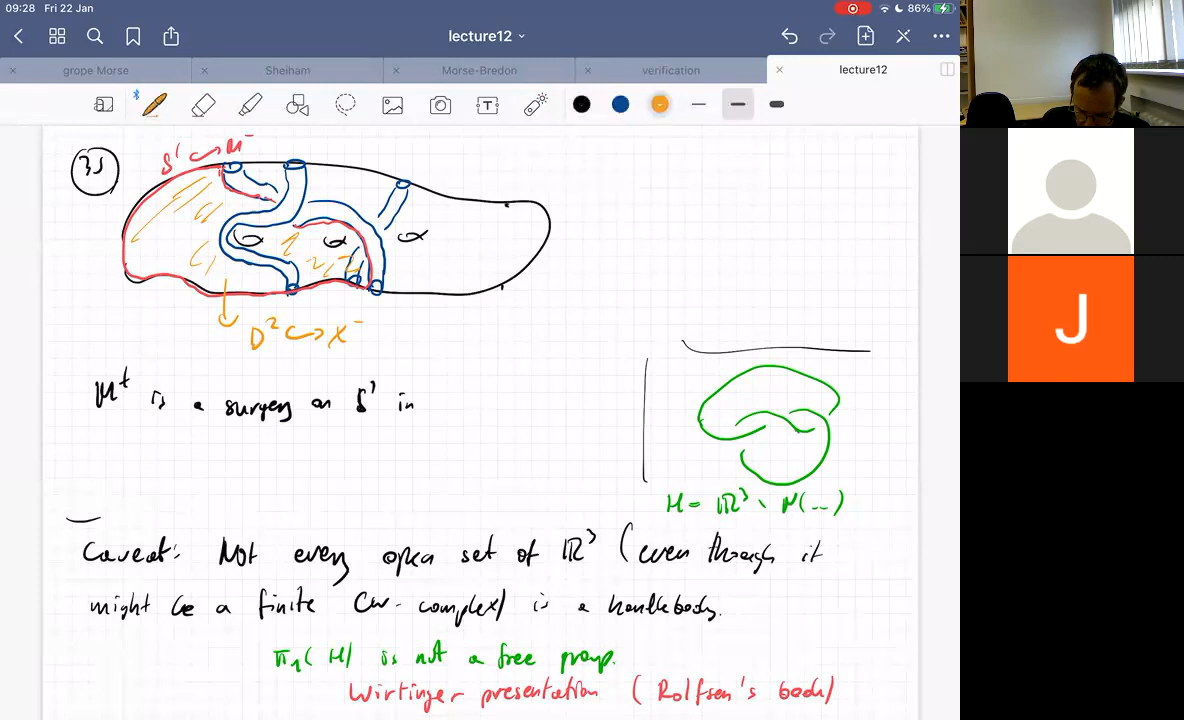 09:28 Fri 22 Jan
86%
lecture12
grope Morse
Sheiham
Morse-Bredon
verification
lecture12
35
S¹ ↪ M⁻
D² ↪ X⁻
M⁺ is a surgery on S¹ in
M = ℝ³ \ N(...)
Caveat: Not every open set of ℝ³ (even though it
might be a finite CW-complex) is a handlebody.
π₁(M) is not a free group.
Wirtinger presentation (Rolfsen's book)
J